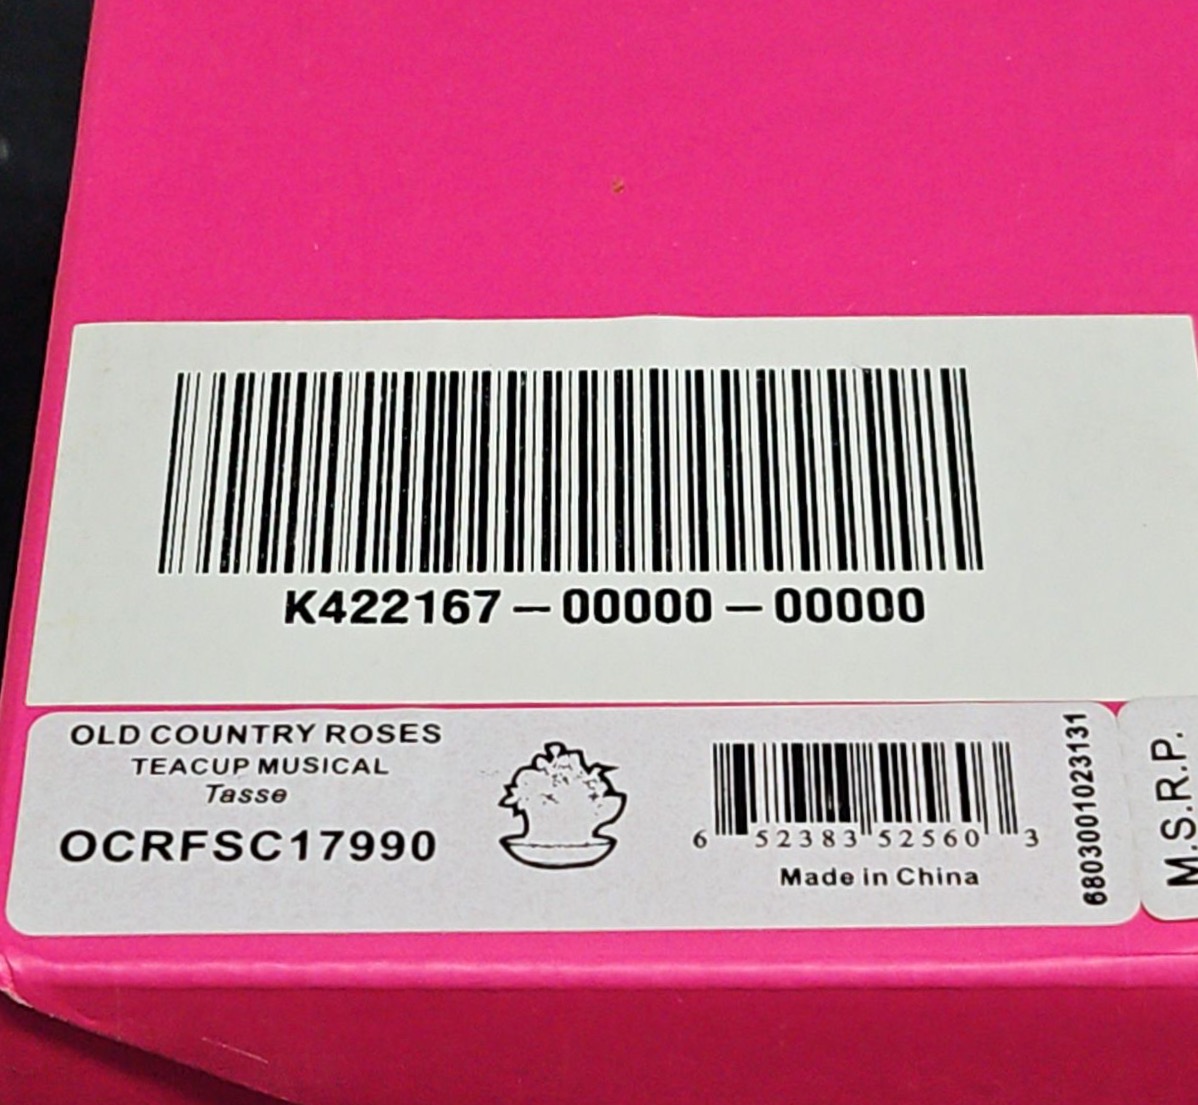 K422167-00000-00000
OLD COUNTRY ROSES
TEACUP MUSICAL
Tasse
OCRFSC17990
6 52383 52560 3
Made in China
6803001023131
M.S.R.P.